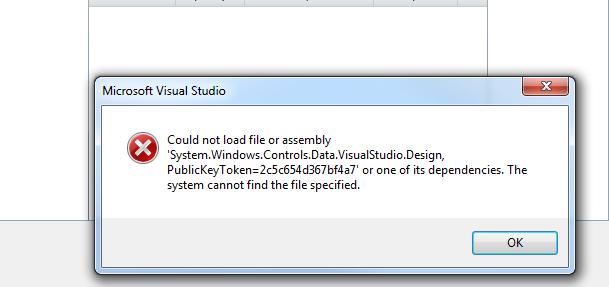 Microsoft Visual Studio
Could not load file or assembly
'System.Windows.Controls.Data.VisualStudio.Design,
PublicKeyToken=2c5c654d367bf4a7' or one of its dependencies. The
system cannot find the file specified.
OK